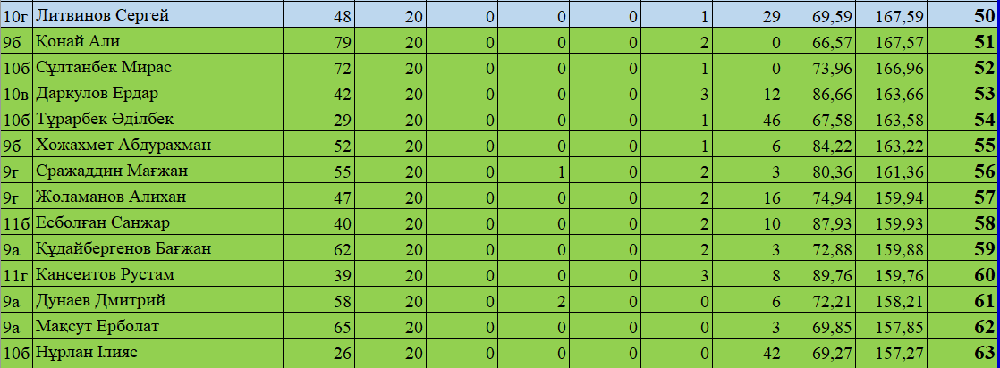 10г Литвинов Сергей 48 20 0 0 0 1 29 69,59 167,59 50
9б Қонай Али 79 20 0 0 0 2 0 66,57 167,57 51
10б Сұлтанбек Мирас 72 20 0 0 0 1 0 73,96 166,96 52
10в Даркулов Ердар 42 20 0 0 0 3 12 86,66 163,66 53
10б Тұрарбек Әділбек 29 20 0 0 0 1 46 67,58 163,58 54
9б Хожахмет Абдурахман 52 20 0 0 0 1 6 84,22 163,22 55
9г Сражаддин Мағжан 55 20 0 1 0 2 3 80,36 161,36 56
9г Жоламанов Алихан 47 20 0 0 0 2 16 74,94 159,94 57
11б Есболған Санжар 40 20 0 0 0 2 10 87,93 159,93 58
9а Құдайбергенов Бағжан 62 20 0 0 0 2 3 72,88 159,88 59
11г Кансеитов Рустам 39 20 0 0 0 3 8 89,76 159,76 60
9а Дунаев Дмитрий 58 20 0 2 0 0 6 72,21 158,21 61
9а Мақсут Ерболат 65 20 0 0 0 0 3 69,85 157,85 62
10б Нұрлан Ілияс 26 20 0 0 0 0 42 69,27 157,27 63